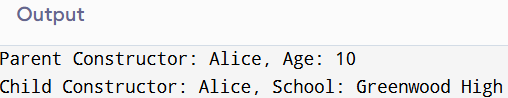 Output
Parent Constructor: Alice, Age: 10
Child Constructor: Alice, School: Greenwood High